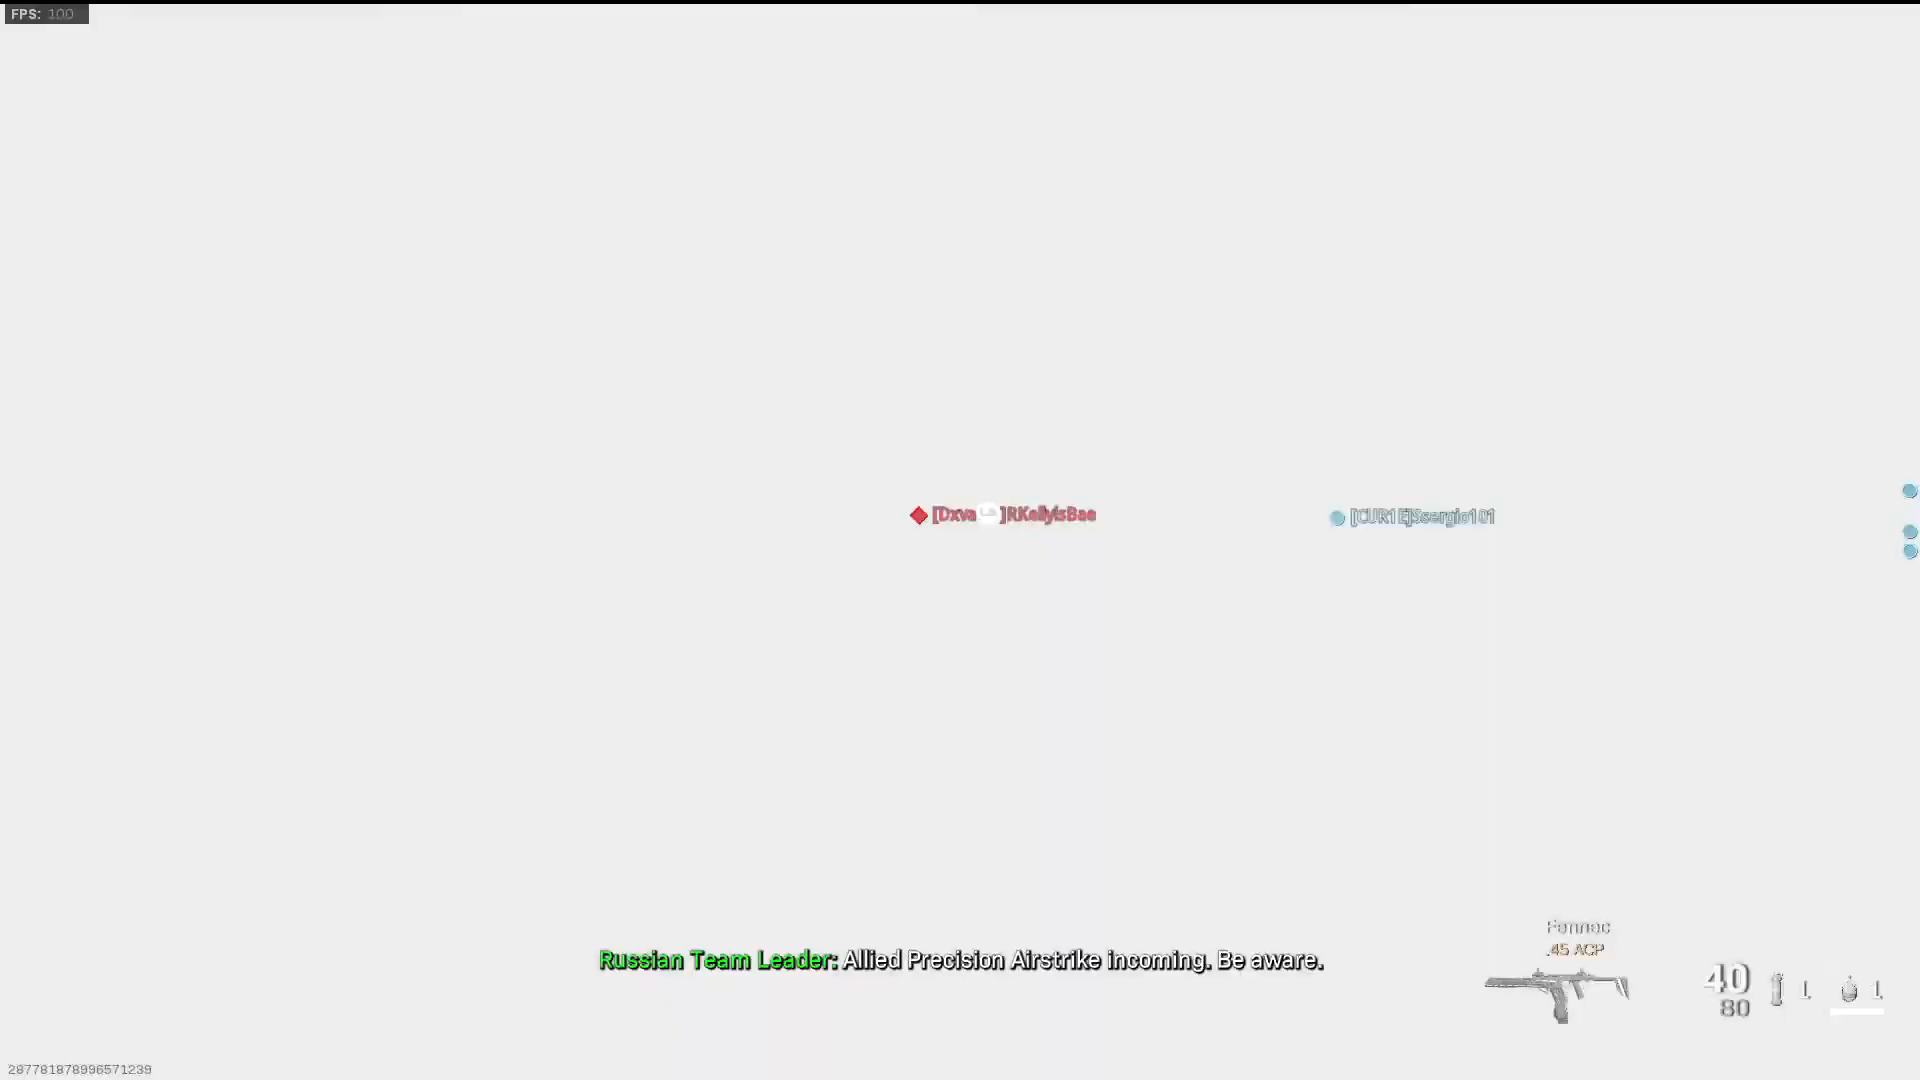 FPS: 100
[Dxva ]RKellyisBae
[CUR1E]Ssergio101
Fennec
.45 ACP
Russian Team Leader: Allied Precision Airstrike incoming. Be aware.
40
80
1
1
287781878996571239